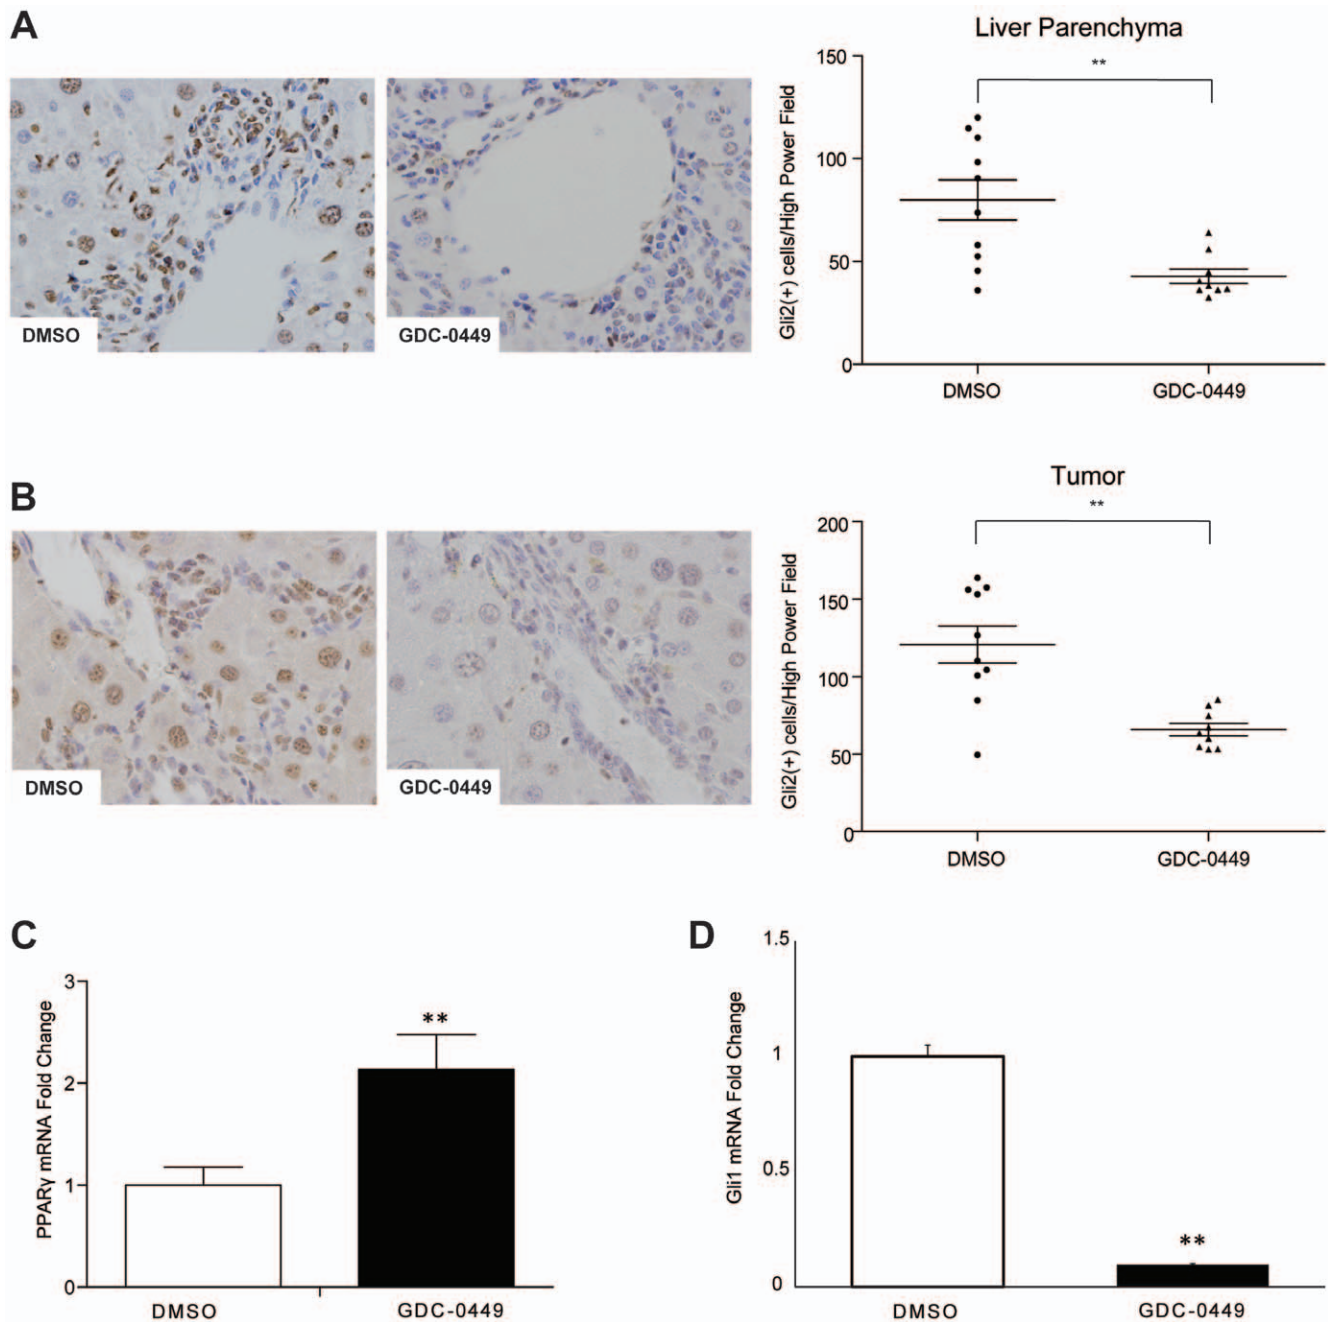 A
Liver Parenchyma
**
Gli2(+) cells/High Power Field
150
100
50
0
DMSO
GDC-0449
DMSO
GDC-0449
B
Tumor
**
Gli2(+) cells/High Power Field
200
150
100
50
0
DMSO
GDC-0449
DMSO
GDC-0449
C
PPARγ mRNA Fold Change
3
2
1
0
**
DMSO
GDC-0449
D
Gli1 mRNA Fold Change
1.5
1
0.5
0
**
DMSO
GDC-0449